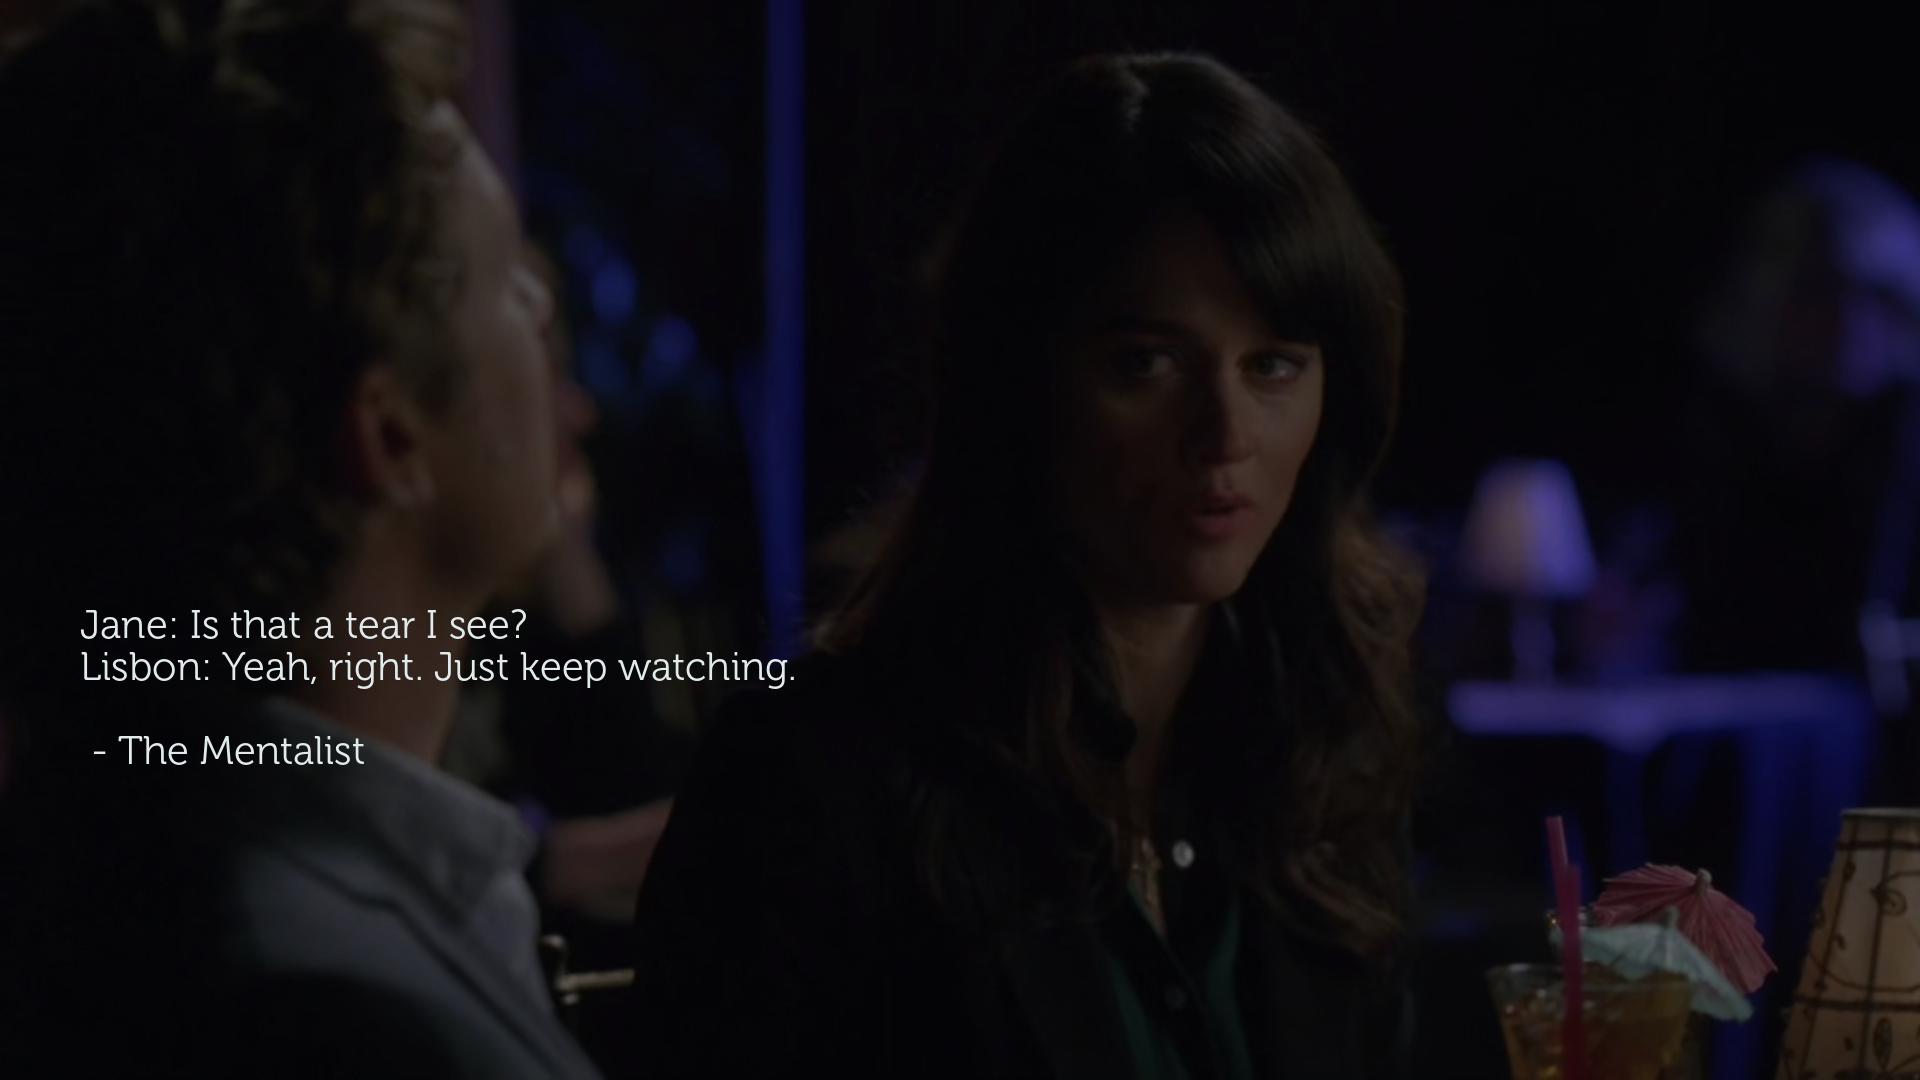 Jane: Is that a tear I see?
Lisbon: Yeah, right. Just keep watching.
- The Mentalist